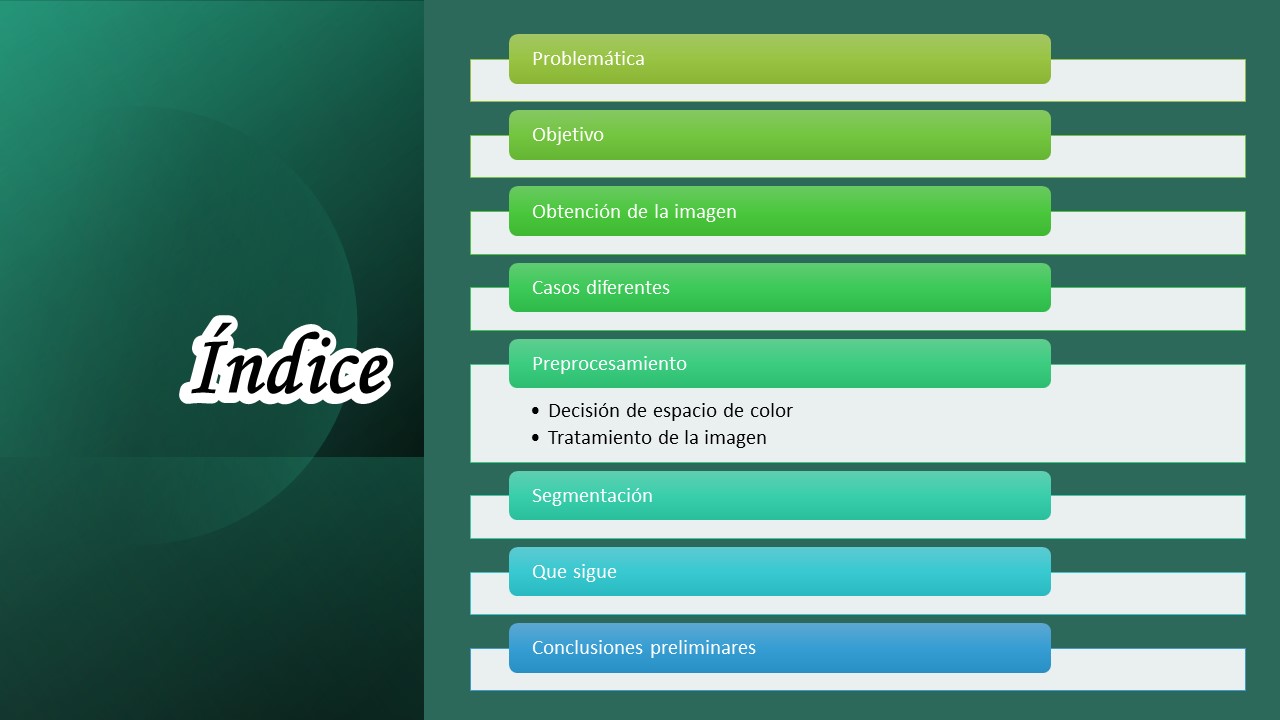 Índice
Problemática
Objetivo
Obtención de la imagen
Casos diferentes
Preprocesamiento
• Decisión de espacio de color
• Tratamiento de la imagen
Segmentación
Que sigue
Conclusiones preliminares